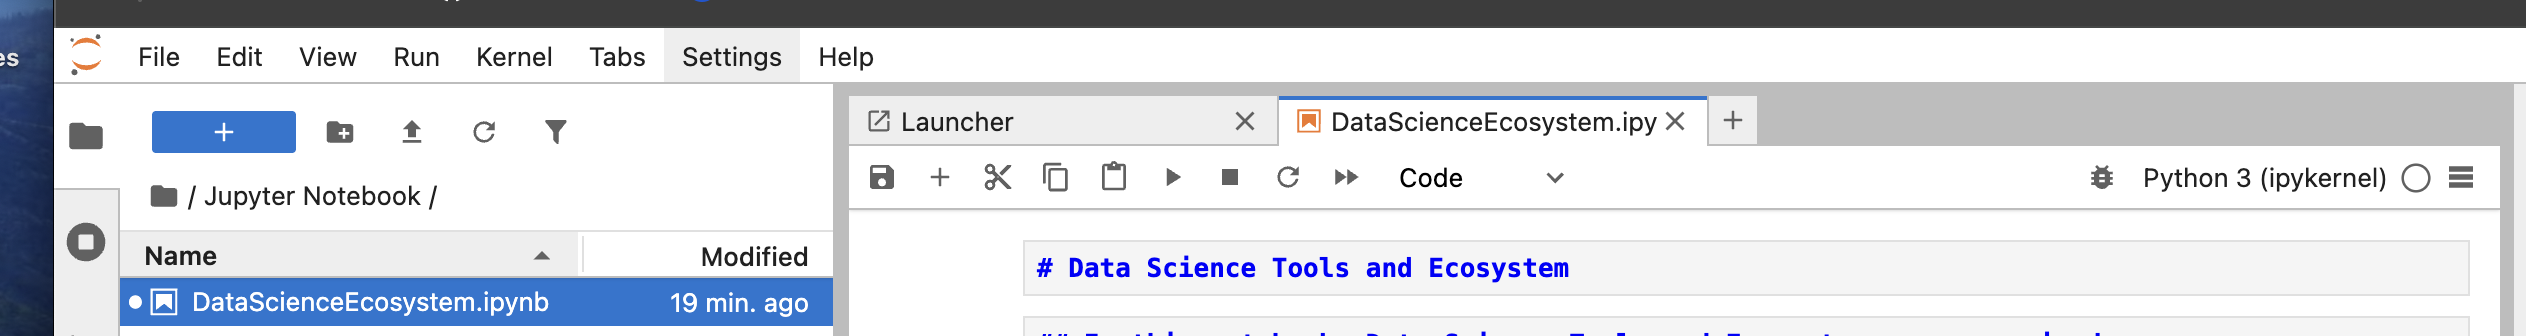 es
File Edit View Run Kernel Tabs Settings Help
Launcher
DataScienceEcosystem.ipy
Code
Python 3 (ipykernel)
/ Jupyter Notebook /
Name Modified
DataScienceEcosystem.ipynb 19 min. ago
# Data Science Tools and Ecosystem